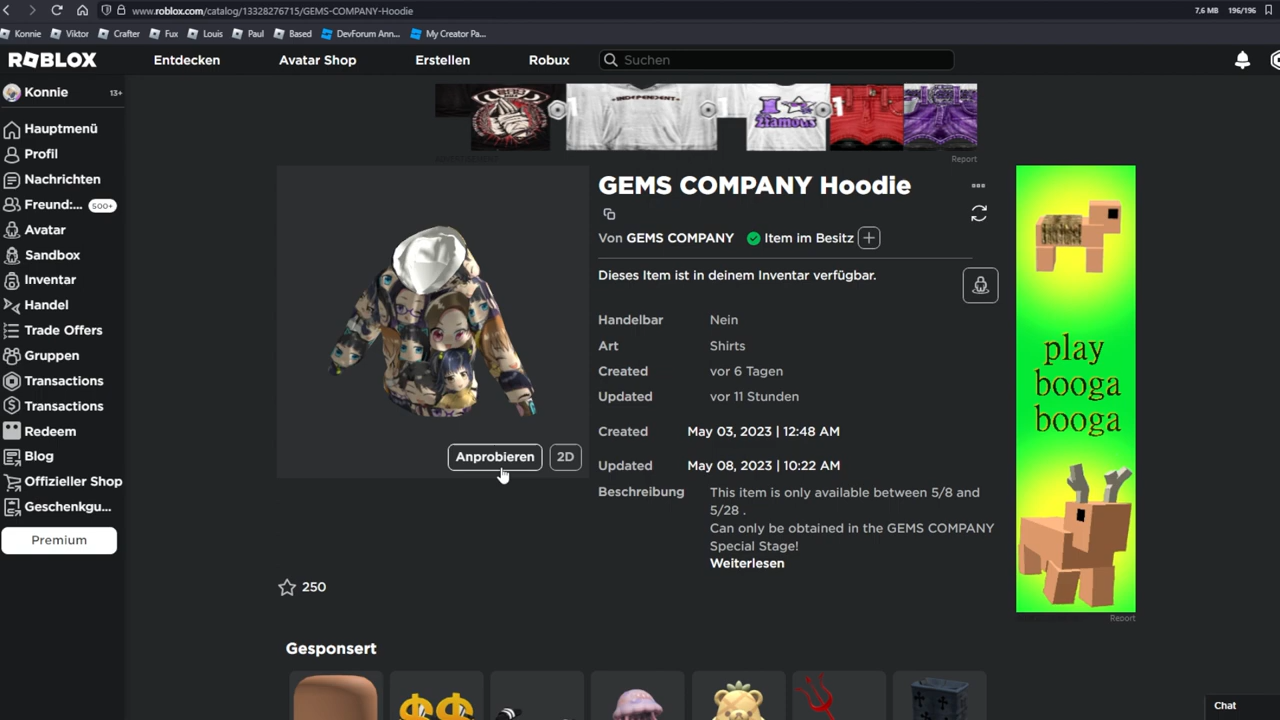 www.roblox.com/catalog/13328276715/GEMS-COMPANY-Hoodie
7,6 MB 196/196
Konnie Viktor Crafter Fux Louis Paul Based DevForum Ann... My Creator Pa...
ROBLOX Entdecken Avatar Shop Erstellen Robux Suchen
Konnie 13+
Hauptmenü
Profil
Nachrichten
Freund:... 500+
Avatar
Sandbox
Inventar
Handel
Trade Offers
Gruppen
Transactions
Transactions
Redeem
Blog
Offizieller Shop
Geschenkgu...
Premium
INDEPENDENT
I
2famous
Report
GEMS COMPANY Hoodie
Von GEMS COMPANY Item im Besitz
Dieses Item ist in deinem Inventar verfügbar.
Handelbar Nein
Art Shirts
Created vor 6 Tagen
Updated vor 11 Stunden
Created May 03, 2023 | 12:48 AM
Updated May 08, 2023 | 10:22 AM
Beschreibung This item is only available between 5/8 and
5/28 .
Can only be obtained in the GEMS COMPANY
Special Stage!
Weiterlesen
Anprobieren 2D
250
play
booga
booga
Report
Gesponsert
Chat